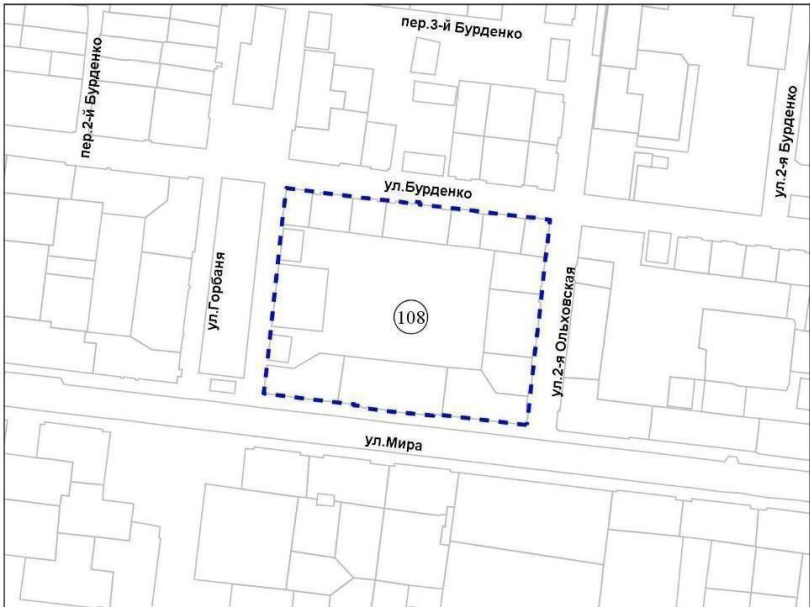 пер.3-й Бурденко
пер.2-й Бурденко
ул.2-я Бурденко
ул.Бурденко
ул.Горбаня
108
ул.2-я Ольховская
ул.Мира